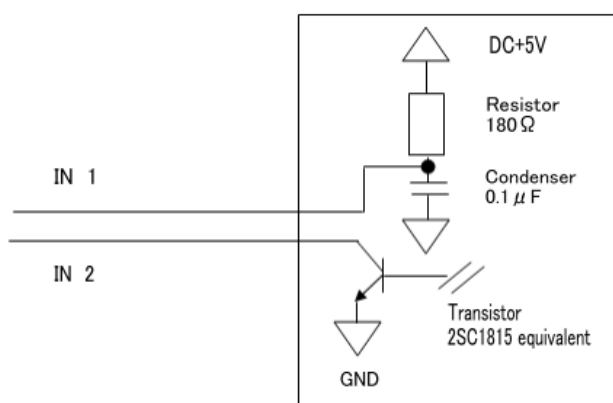 DC+5V
Resistor
180Ω
IN 1
Condenser
0.1μF
IN 2
Transistor
2SC1815 equivalent
GND